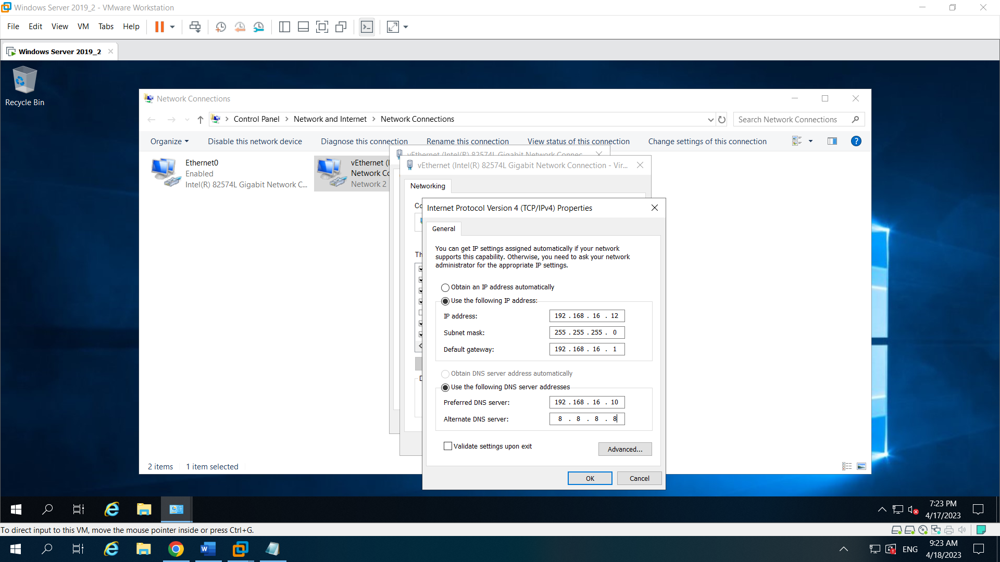 Windows Server 2019_2 - VMware Workstation
File Edit View VM Tabs Help
Windows Server 2019_2
Recycle Bin
Network Connections
Control Panel > Network and Internet > Network Connections
Search Network Connections
Organize Disable this network device Diagnose this connection Rename this connection View status of this connection Change settings of this connection
Ethernet0
Enabled
Intel(R) 82574L Gigabit Network C...
vEthernet (I
Network Co
Network 2
vEthernet (Intel(R) 82574L Gigabit Network Connec
vEthernet (Intel(R) 82574L Gigabit Network Connection - Vir...
Networking
Co
Th
Internet Protocol Version 4 (TCP/IPv4) Properties
General
You can get IP settings assigned automatically if your network
supports this capability. Otherwise, you need to ask your network
administrator for the appropriate IP settings.
Obtain an IP address automatically
Use the following IP address:
IP address: 192 . 168 . 16 . 12
Subnet mask: 255 . 255 . 255 . 0
Default gateway: 192 . 168 . 16 . 1
Obtain DNS server address automatically
Use the following DNS server addresses
Preferred DNS server: 192 . 168 . 16 . 10
Alternate DNS server: 8 . 8 . 8 . 8
Validate settings upon exit
Advanced...
OK Cancel
2 items 1 item selected
7:23 PM
4/17/2023
To direct input to this VM, move the mouse pointer inside or press Ctrl+G.
ENG
9:23 AM
4/18/2023